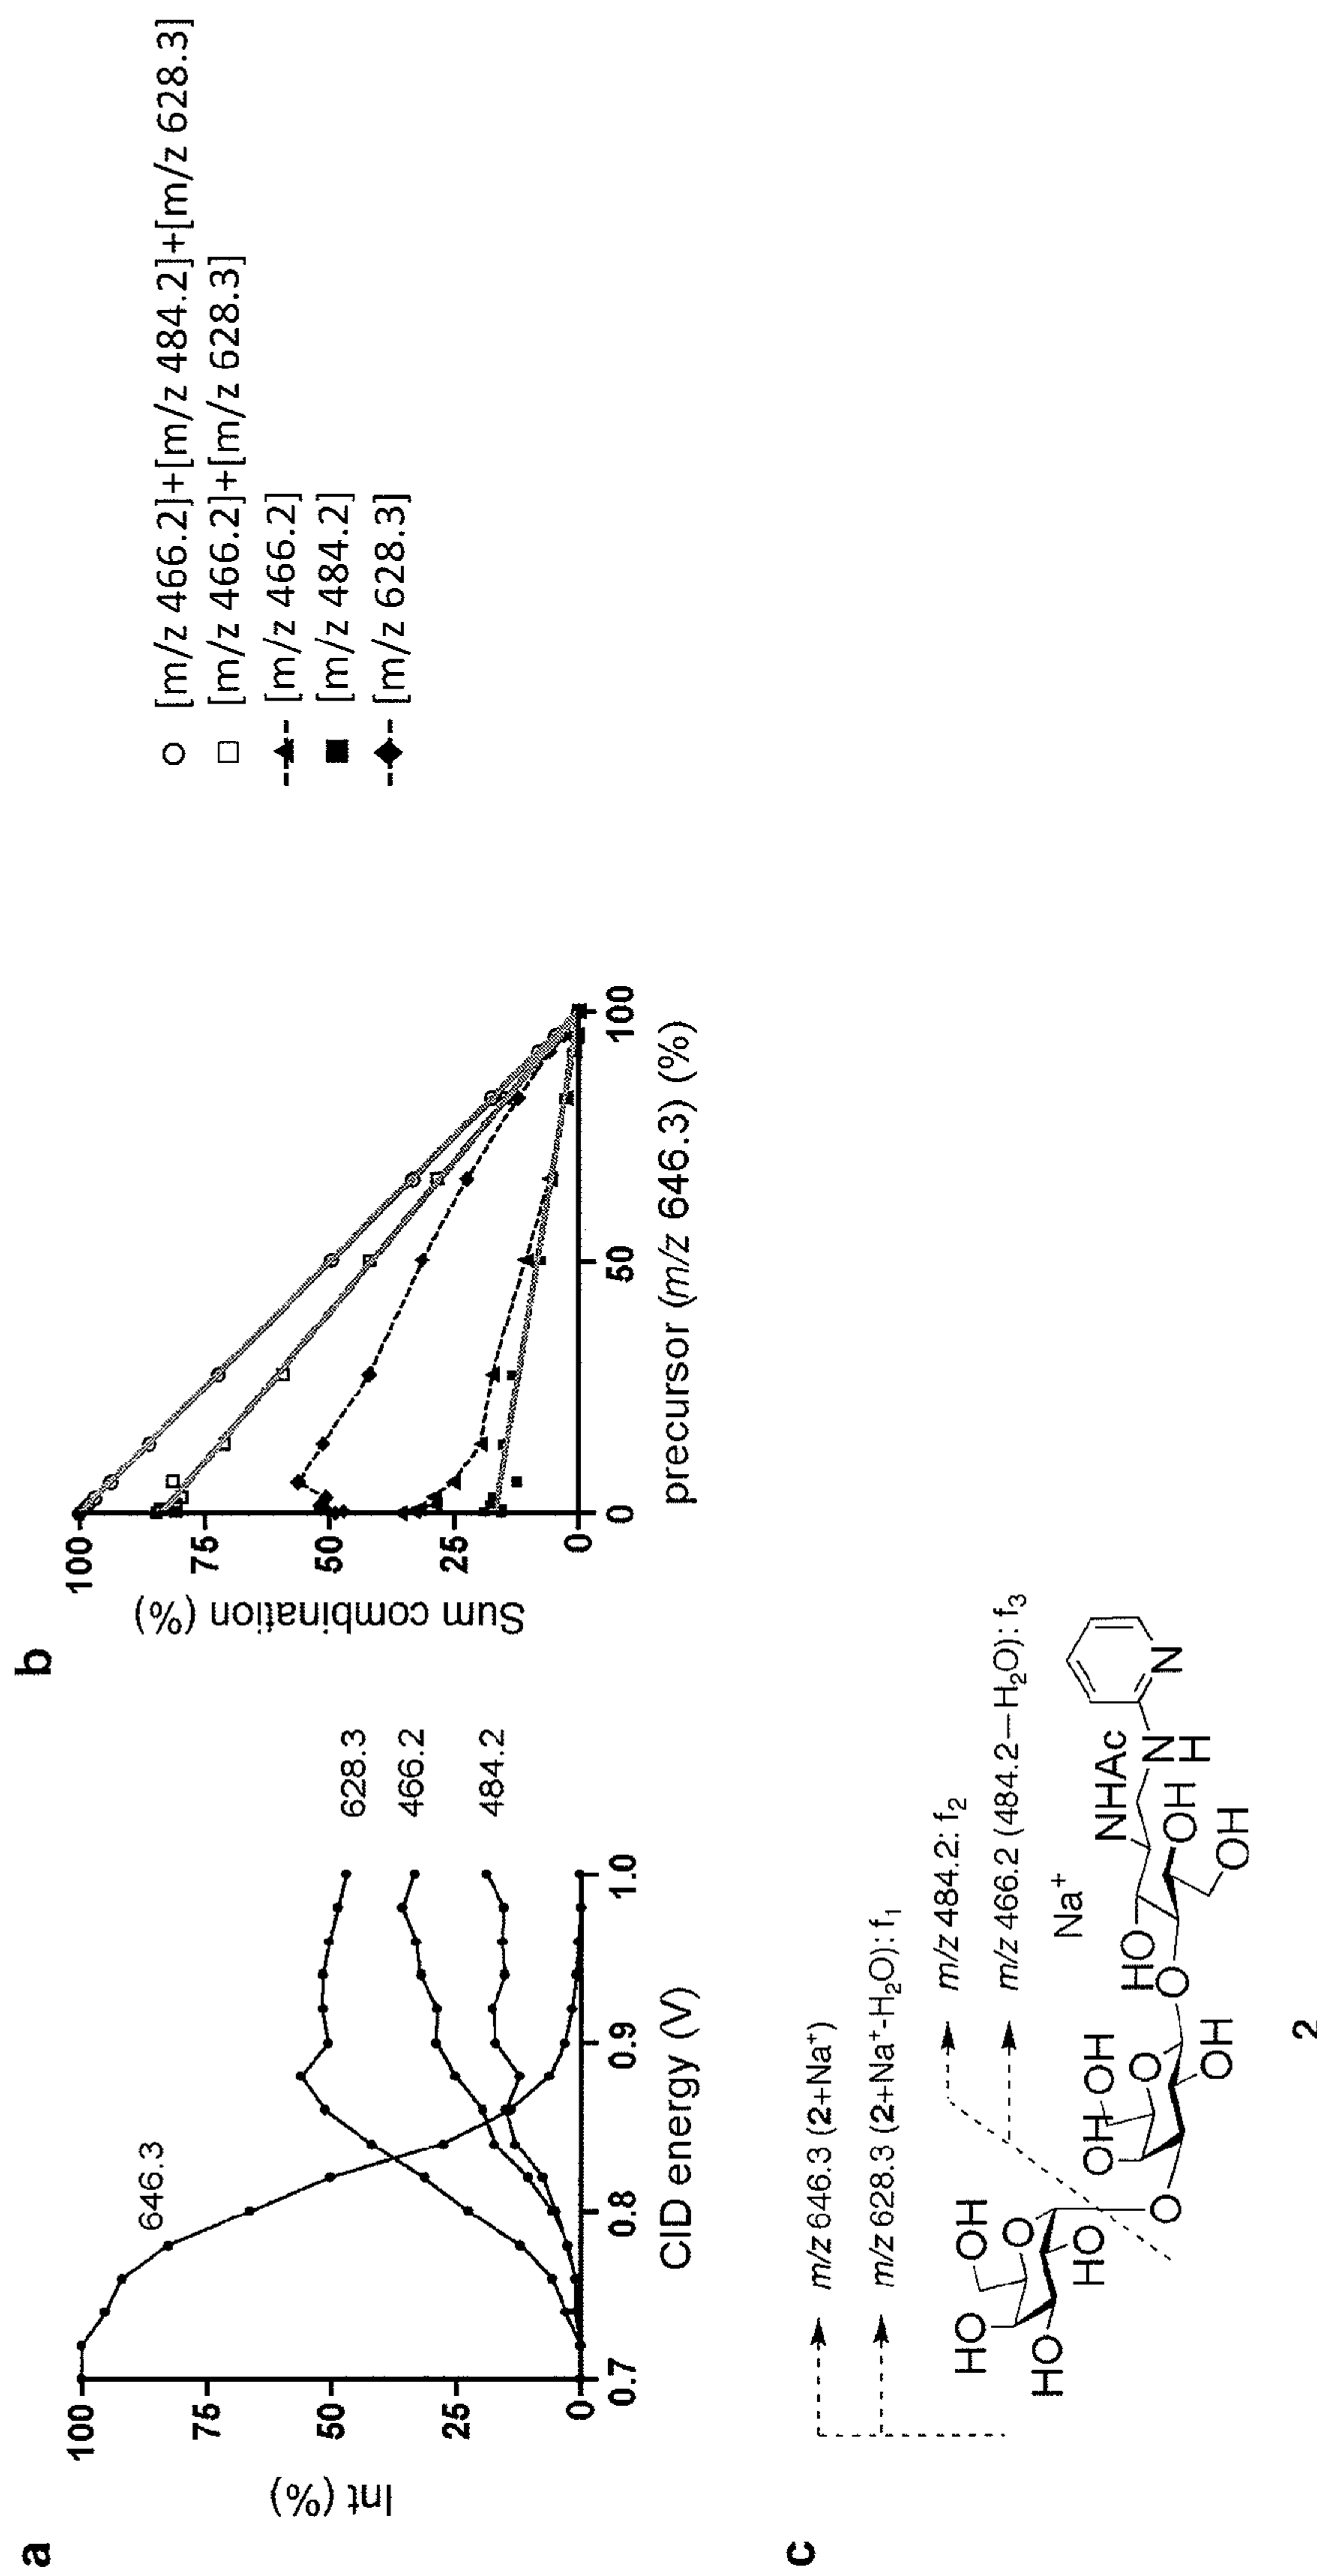 a
Int (%)
100
75
50
25
0
0.7
0.8
0.9
1.0
CID energy (V)
646.3
628.3
466.2
484.2
b
Sum combination (%)
100
75
50
25
0
0
50
100
precursor (m/z 646.3) (%)
[m/z 466.2]+[m/z 484.2]+[m/z 628.3]
[m/z 466.2]+[m/z 628.3]
[m/z 466.2]
[m/z 484.2]
[m/z 628.3]
c
m/z 646.3 (2+Na⁺)
m/z 628.3 (2+Na⁺-H₂O): f₁
m/z 484.2: f₂
m/z 466.2 (484.2—H₂O): f₃
Na⁺
HO
OH
O
HO
HO
O
OH
OH
O
OH
O
HO
NHAc
OH
N
H
OH
N
2